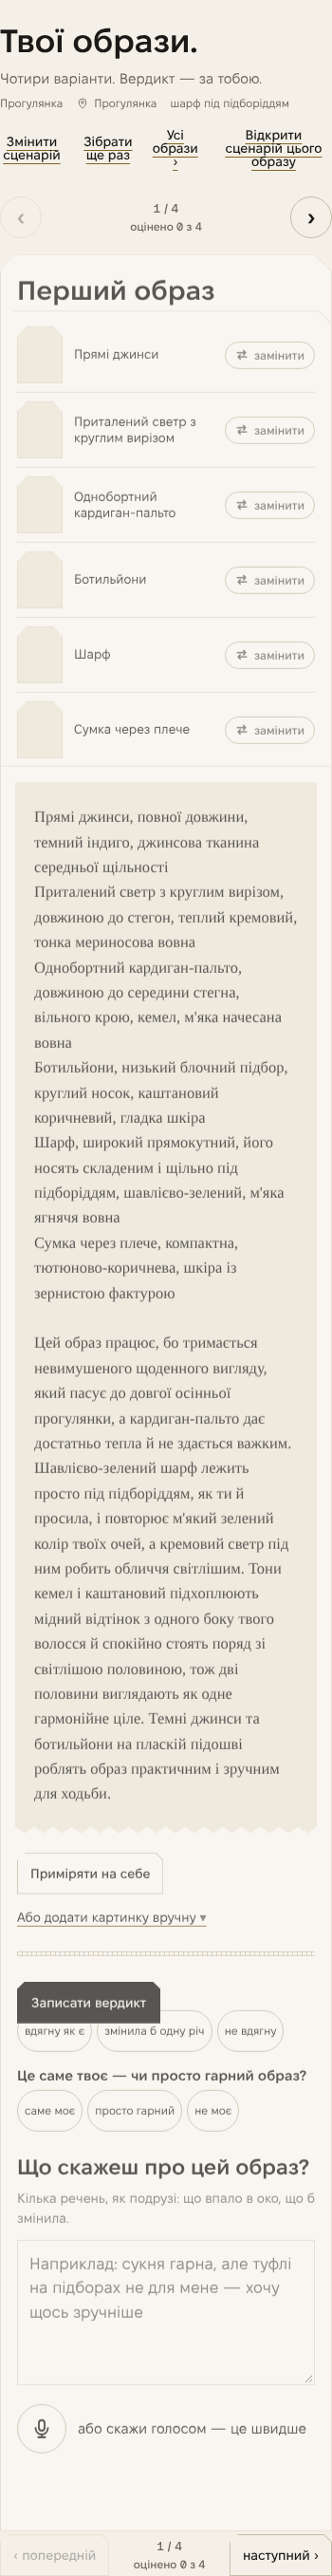 Твої образи.
Чотири варіанти. Вердикт — за тобою.
Прогулянка Прогулянка шарф під підборіддям
Змінити
сценарій
Зібрати
ще раз
Усі
образи
›
Відкрити
сценарій цього
образу
‹
1 / 4
оцінено 0 з 4
›
Перший образ
Прямі джинси
замінити
Приталений светр з
круглим вирізом
замінити
Однобортний
кардиган-пальто
замінити
Ботильйони
замінити
Шарф
замінити
Сумка через плече
замінити
Прямі джинси, повної довжини,
темний індиго, джинсова тканина
середньої щільності
Приталений светр з круглим вирізом,
довжиною до стегон, теплий кремовий,
тонка мериносова вовна
Однобортний кардиган-пальто,
довжиною до середини стегна,
вільного крою, кемел, м'яка начесана
вовна
Ботильйони, низький блочний підбор,
круглий носок, каштановий
коричневий, гладка шкіра
Шарф, широкий прямокутний, його
носять складеним і щільно під
підборіддям, шавлієво-зелений, м'яка
ягняча вовна
Сумка через плече, компактна,
тютюново-коричнева, шкіра із
зернистою фактурою
Цей образ працює, бо тримається
невимушеного щоденного вигляду,
який пасує до довгої осінньої
прогулянки, а кардиган-пальто дає
достатньо тепла й не здається важким.
Шавлієво-зелений шарф лежить
просто під підборіддям, як ти й
просила, і повторює м'який зелений
колір твоїх очей, а кремовий светр під
ним робить обличчя світлішим. Тони
кемел і каштановий підхоплюють
мідний відтінок з одного боку твого
волосся й спокійно стоять поряд зі
світлішою половиною, тож дві
половини виглядають як одне
гармонійне ціле. Темні джинси та
ботильйони на пласкій підошві
роблять образ практичним і зручним
для ходьби.
Приміряти на себе
Або додати картинку вручну ▾
Записати вердикт
вдягну як є
змінила б одну річ
не вдягну
Це саме твоє — чи просто гарний образ?
саме моє
просто гарний
не моє
Що скажеш про цей образ?
Кілька речень, як подрузі: що впало в око, що б
змінила.
Наприклад: сукня гарна, але туфлі
на підборах не для мене — хочу
щось зручніше
або скажи голосом — це швидше
‹ попередній
1 / 4
оцінено 0 з 4
наступний ›